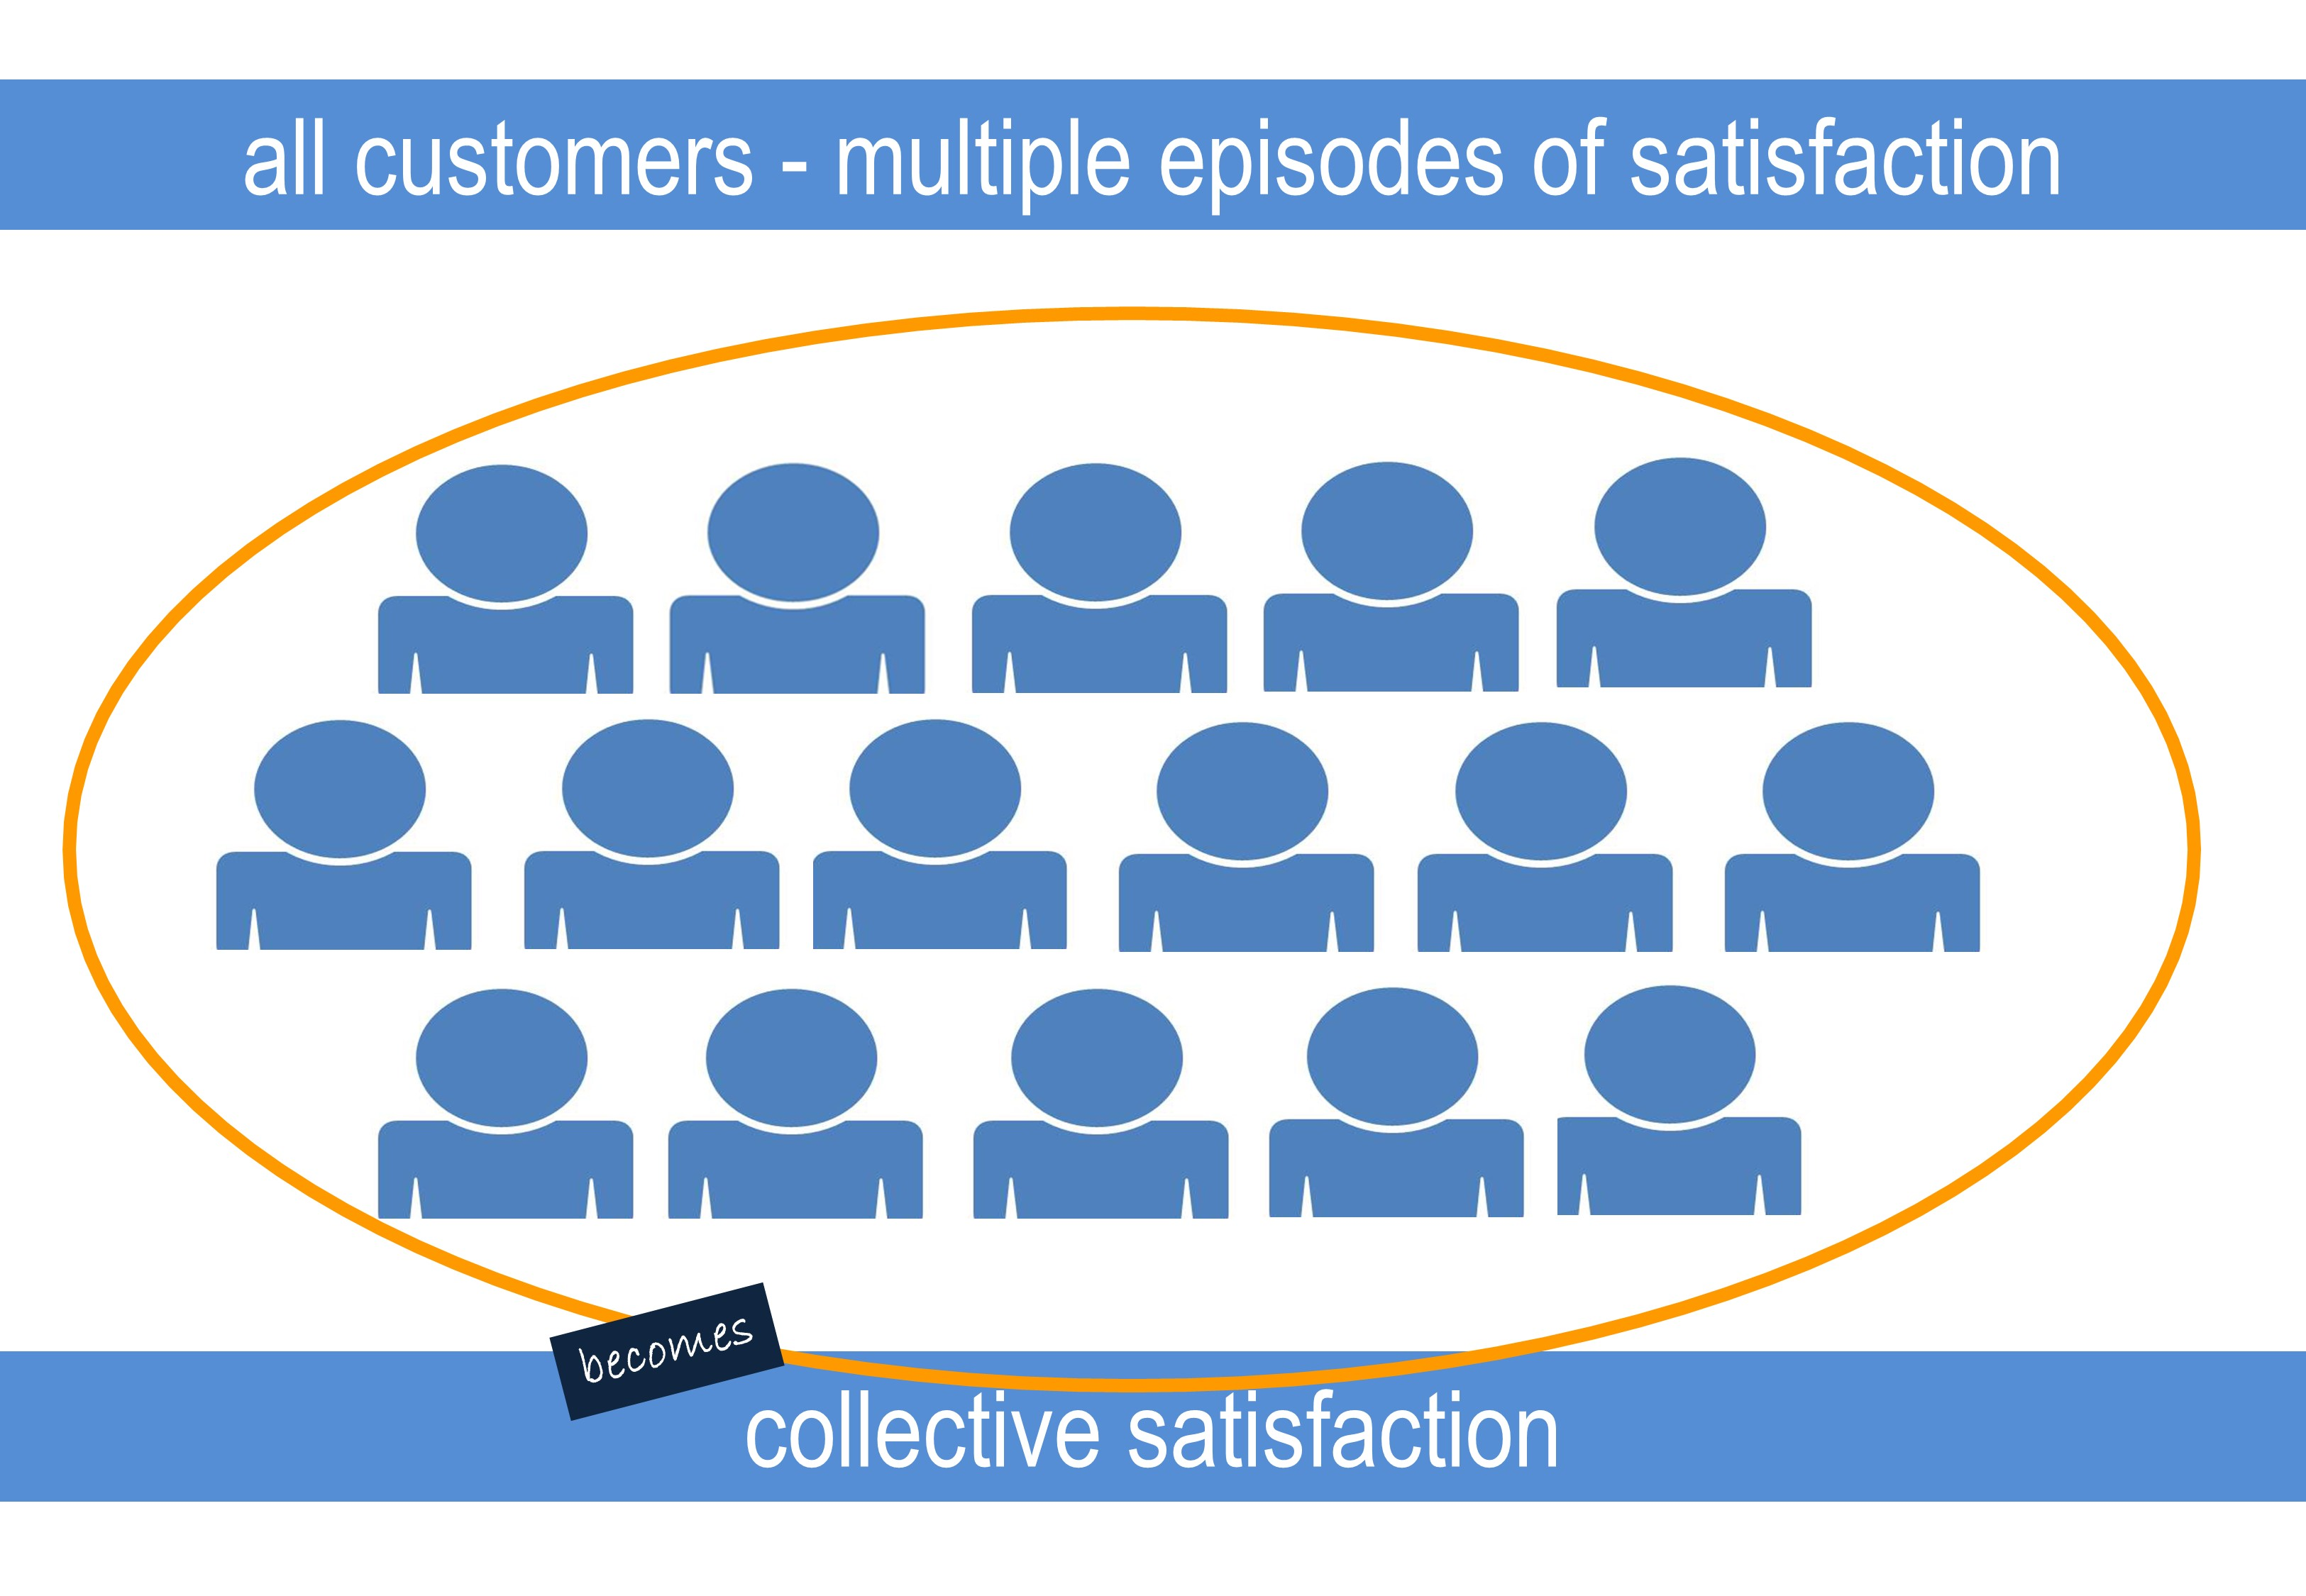 all customers - multiple episodes of satisfaction
becomes
collective satisfaction